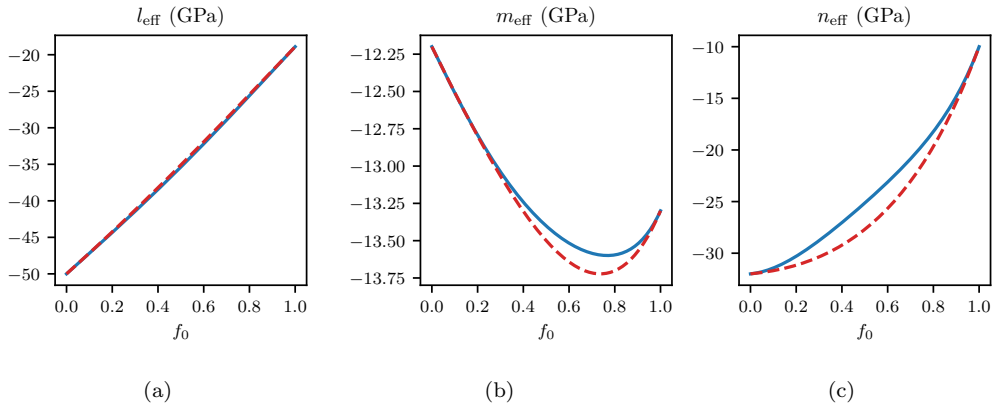 l_eff (GPa)
−20
−25
−30
−35
−40
−45
−50
0.0 0.2 0.4 0.6 0.8 1.0
f_0
(a)
m_eff (GPa)
−12.25
−12.50
−12.75
−13.00
−13.25
−13.50
−13.75
0.0 0.2 0.4 0.6 0.8 1.0
f_0
(b)
n_eff (GPa)
−10
−15
−20
−25
−30
0.0 0.2 0.4 0.6 0.8 1.0
f_0
(c)